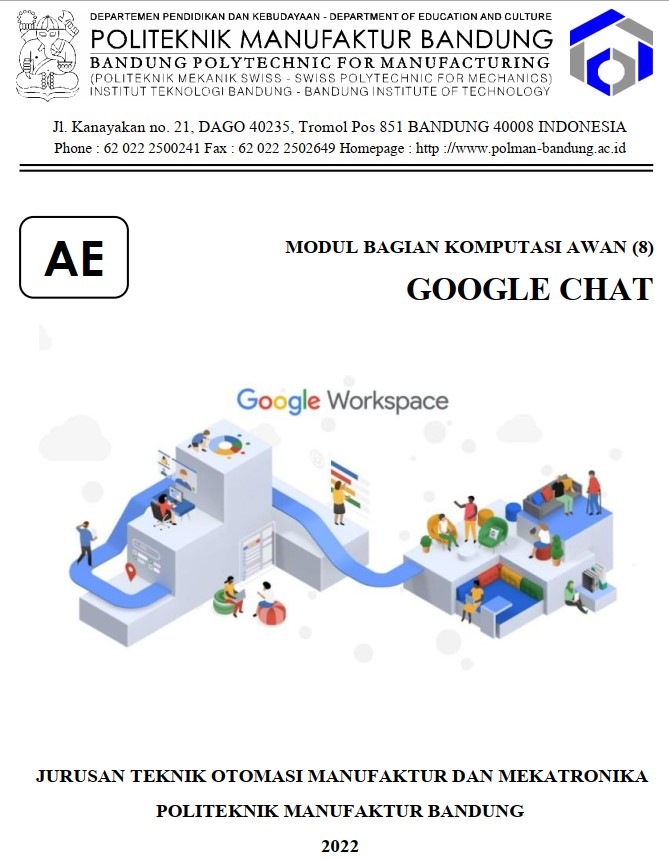 DEPARTEMEN PENDIDIKAN DAN KEBUDAYAAN - DEPARTMENT OF EDUCATION AND CULTURE
POLITEKNIK MANUFAKTUR BANDUNG
BANDUNG POLYTECHNIC FOR MANUFACTURING
(POLITEKNIK MEKANIK SWISS - SWISS POLYTECHNIC FOR MECHANICS)
INSTITUT TEKNOLOGI BANDUNG - BANDUNG INSTITUTE OF TECHNOLOGY
Jl. Kanayakan no. 21, DAGO 40235, Tromol Pos 851 BANDUNG 40008 INDONESIA
Phone : 62 022 2500241 Fax : 62 022 2502649 Homepage : http ://www.polman-bandung.ac.id
AE
MODUL BAGIAN KOMPUTASI AWAN (8)
GOOGLE CHAT
Google Workspace
JURUSAN TEKNIK OTOMASI MANUFAKTUR DAN MEKATRONIKA
POLITEKNIK MANUFAKTUR BANDUNG
2022